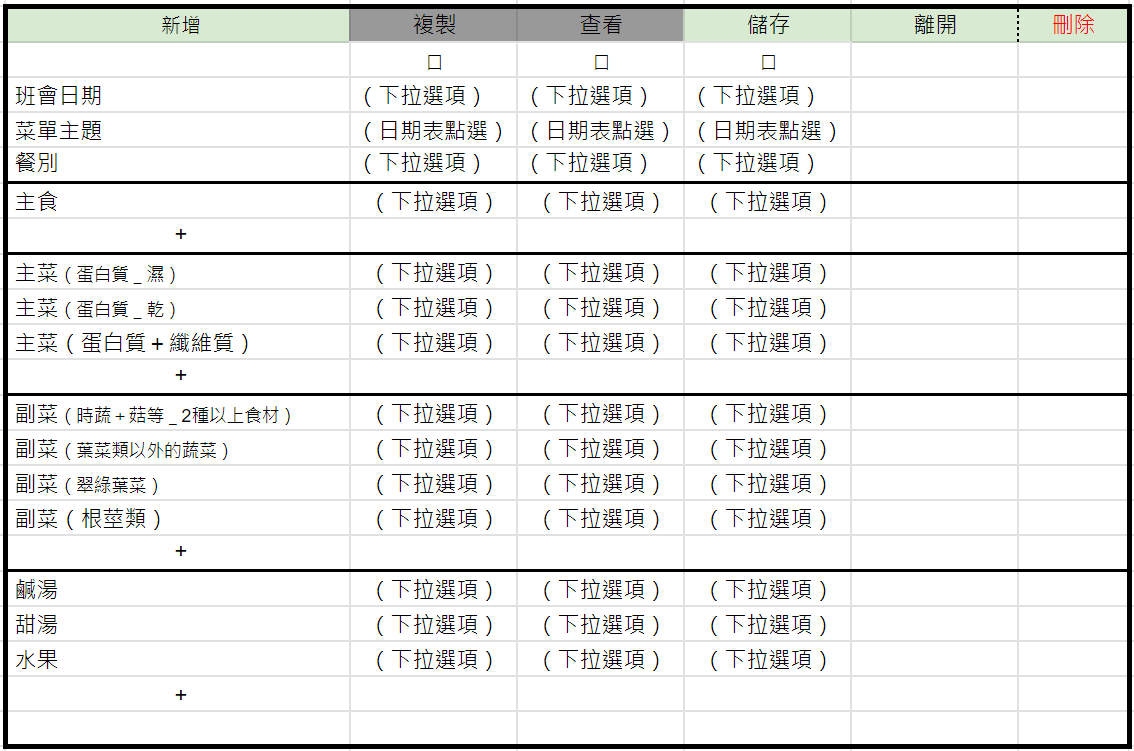 新增 複製 查看 儲存 離開 刪除
□ □ □
班會日期 (下拉選項) (下拉選項) (下拉選項)
菜單主題 (日期表點選) (日期表點選) (日期表點選)
餐別 (下拉選項) (下拉選項) (下拉選項)
主食 (下拉選項) (下拉選項) (下拉選項)
+
主菜(蛋白質_濕) (下拉選項) (下拉選項) (下拉選項)
主菜(蛋白質_乾) (下拉選項) (下拉選項) (下拉選項)
主菜(蛋白質+纖維質) (下拉選項) (下拉選項) (下拉選項)
+
副菜(時蔬+菇等_2種以上食材) (下拉選項) (下拉選項) (下拉選項)
副菜(葉菜類以外的蔬菜) (下拉選項) (下拉選項) (下拉選項)
副菜(翠綠葉菜) (下拉選項) (下拉選項) (下拉選項)
副菜(根莖類) (下拉選項) (下拉選項) (下拉選項)
+
鹹湯 (下拉選項) (下拉選項) (下拉選項)
甜湯 (下拉選項) (下拉選項) (下拉選項)
水果 (下拉選項) (下拉選項) (下拉選項)
+